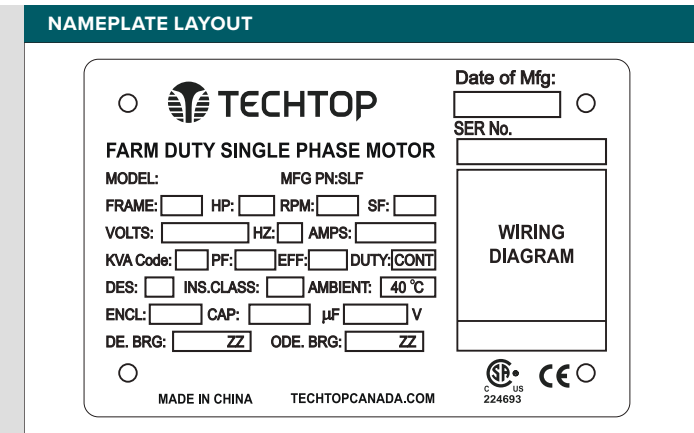 NAMEPLATE LAYOUT
TECHTOP
Date of Mfg:
SER No.
FARM DUTY SINGLE PHASE MOTOR
MODEL: MFG PN:SLF
FRAME: HP: RPM: SF:
VOLTS: HZ: AMPS:
KVA Code: PF: EFF: DUTY: CONT
DES: INS.CLASS: AMBIENT: 40 °C
ENCL: CAP: µF V
DE. BRG: ZZ ODE. BRG: ZZ
WIRING
DIAGRAM
MADE IN CHINA TECHTOPCANADA.COM
SA
C US
224693
CE